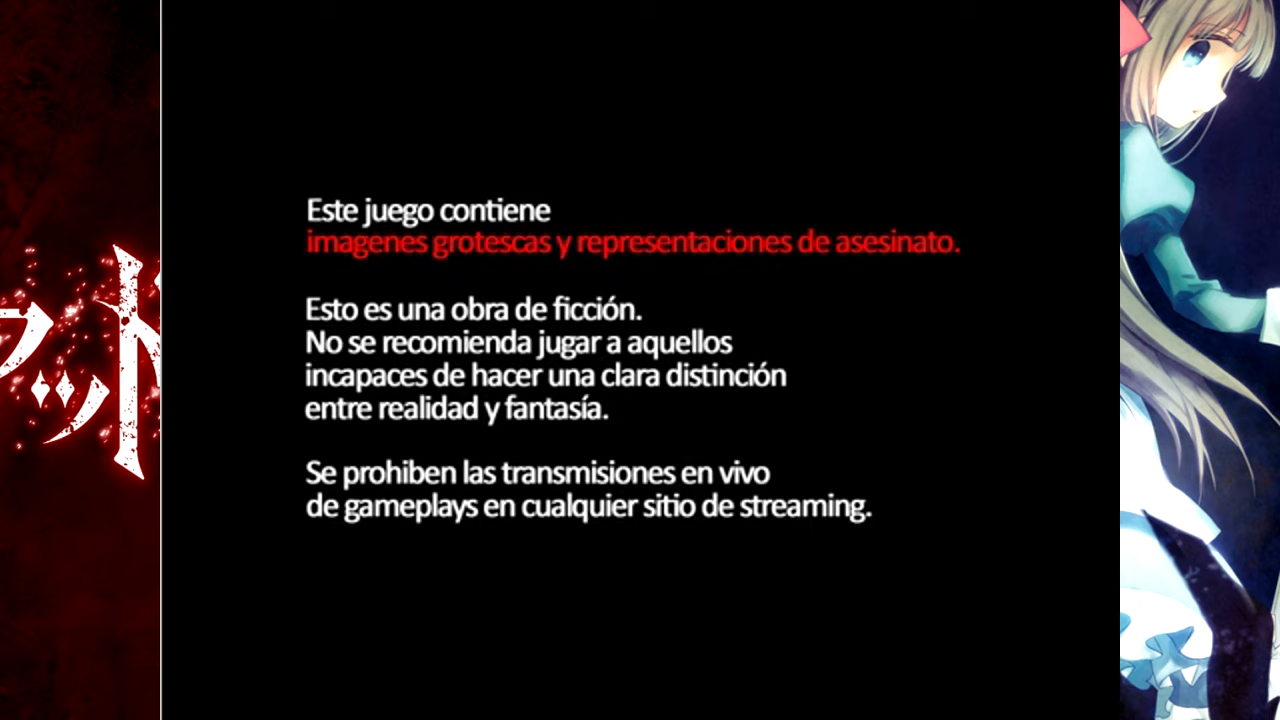 Este juego contiene
imagenes grotescas y representaciones de asesinato.
Esto es una obra de ficción.
No se recomienda jugar a aquellos
incapaces de hacer una clara distinción
entre realidad y fantasía.
Se prohiben las transmisiones en vivo
de gameplays en cualquier sitio de streaming.